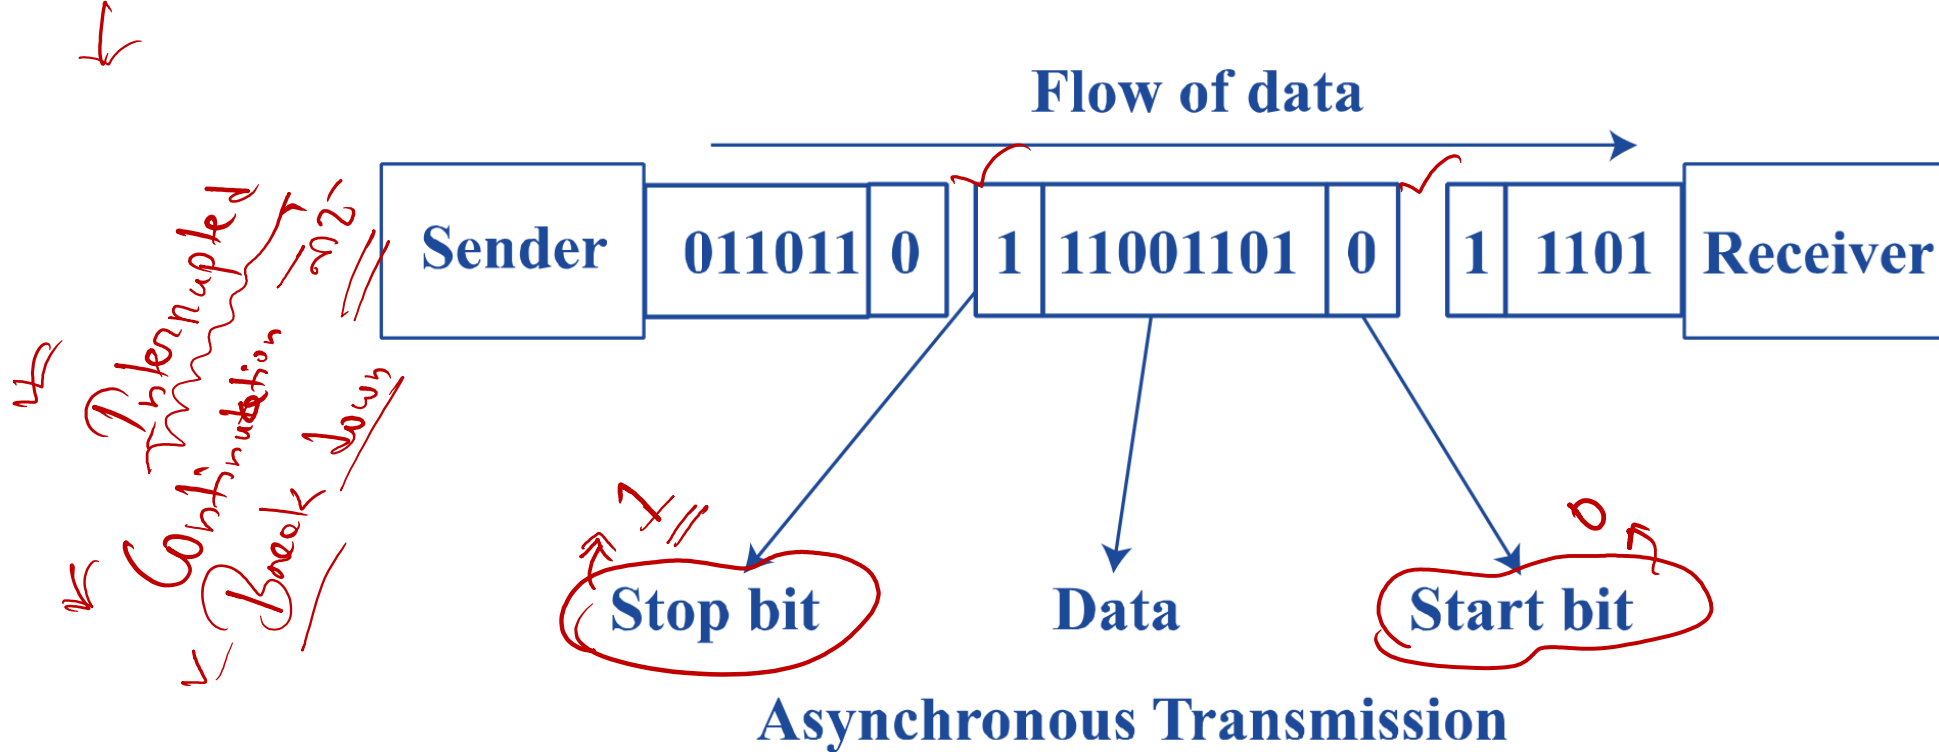 Flow of data
Sender 011011 0 1 11001101 0 1 1101 Receiver
Interrupted
Continuation
Break down
1
0
Stop bit Data Start bit
Asynchronous Transmission